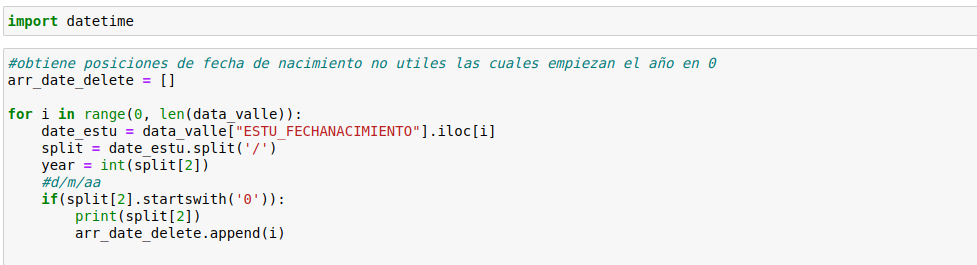 import datetime
#obtiene posiciones de fecha de nacimiento no utiles las cuales empiezan el año en 0
arr_date_delete = []
for i in range(0, len(data_valle)):
    date_estu = data_valle["ESTU_FECHANACIMIENTO"].iloc[i]
    split = date_estu.split('/')
    year = int(split[2])
    #d/m/aa
    if(split[2].startswith('0')):
        print(split[2])
        arr_date_delete.append(i)